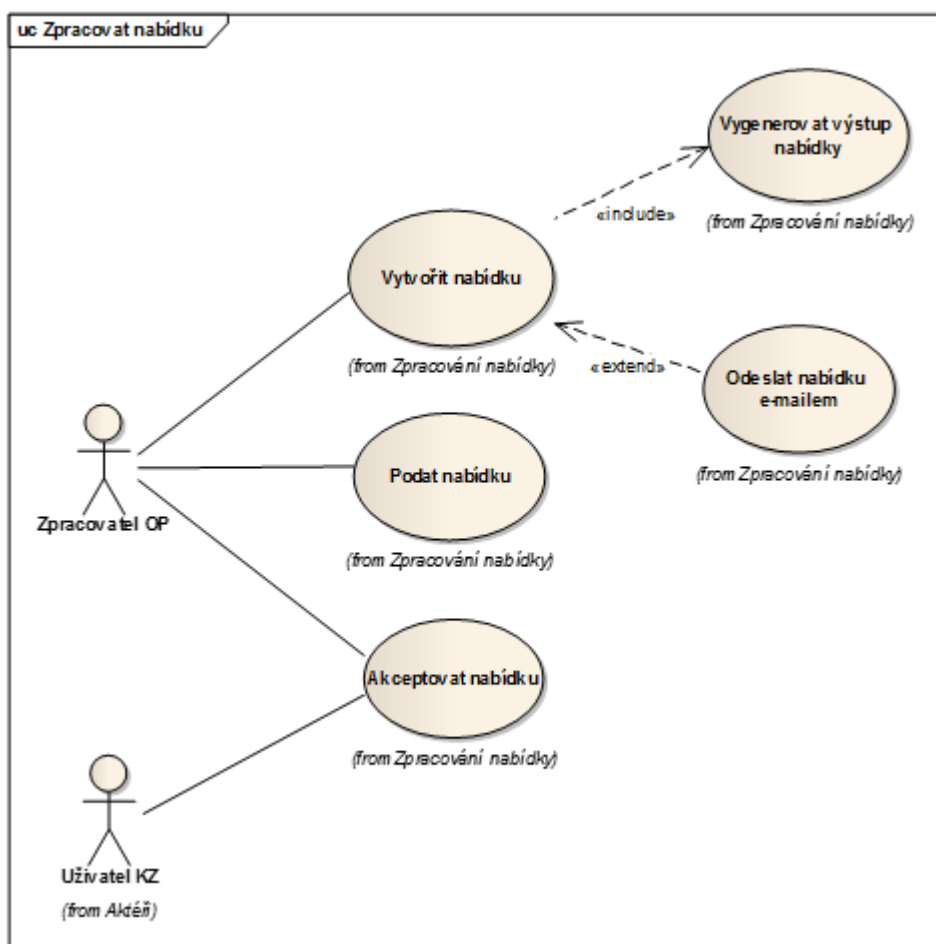 uc Zpracovat nabídku
Vygenerovat výstup
nabídky
(from Zpracování nabídky)
«include»
Vytvořit nabídku
(from Zpracování nabídky)
«extend»
Odeslat nabídku
e-mailem
(from Zpracování nabídky)
Podat nabídku
(from Zpracování nabídky)
Zpracovatel OP
Akceptovat nabídku
(from Zpracování nabídky)
Uživatel KZ
(from Aktéři)